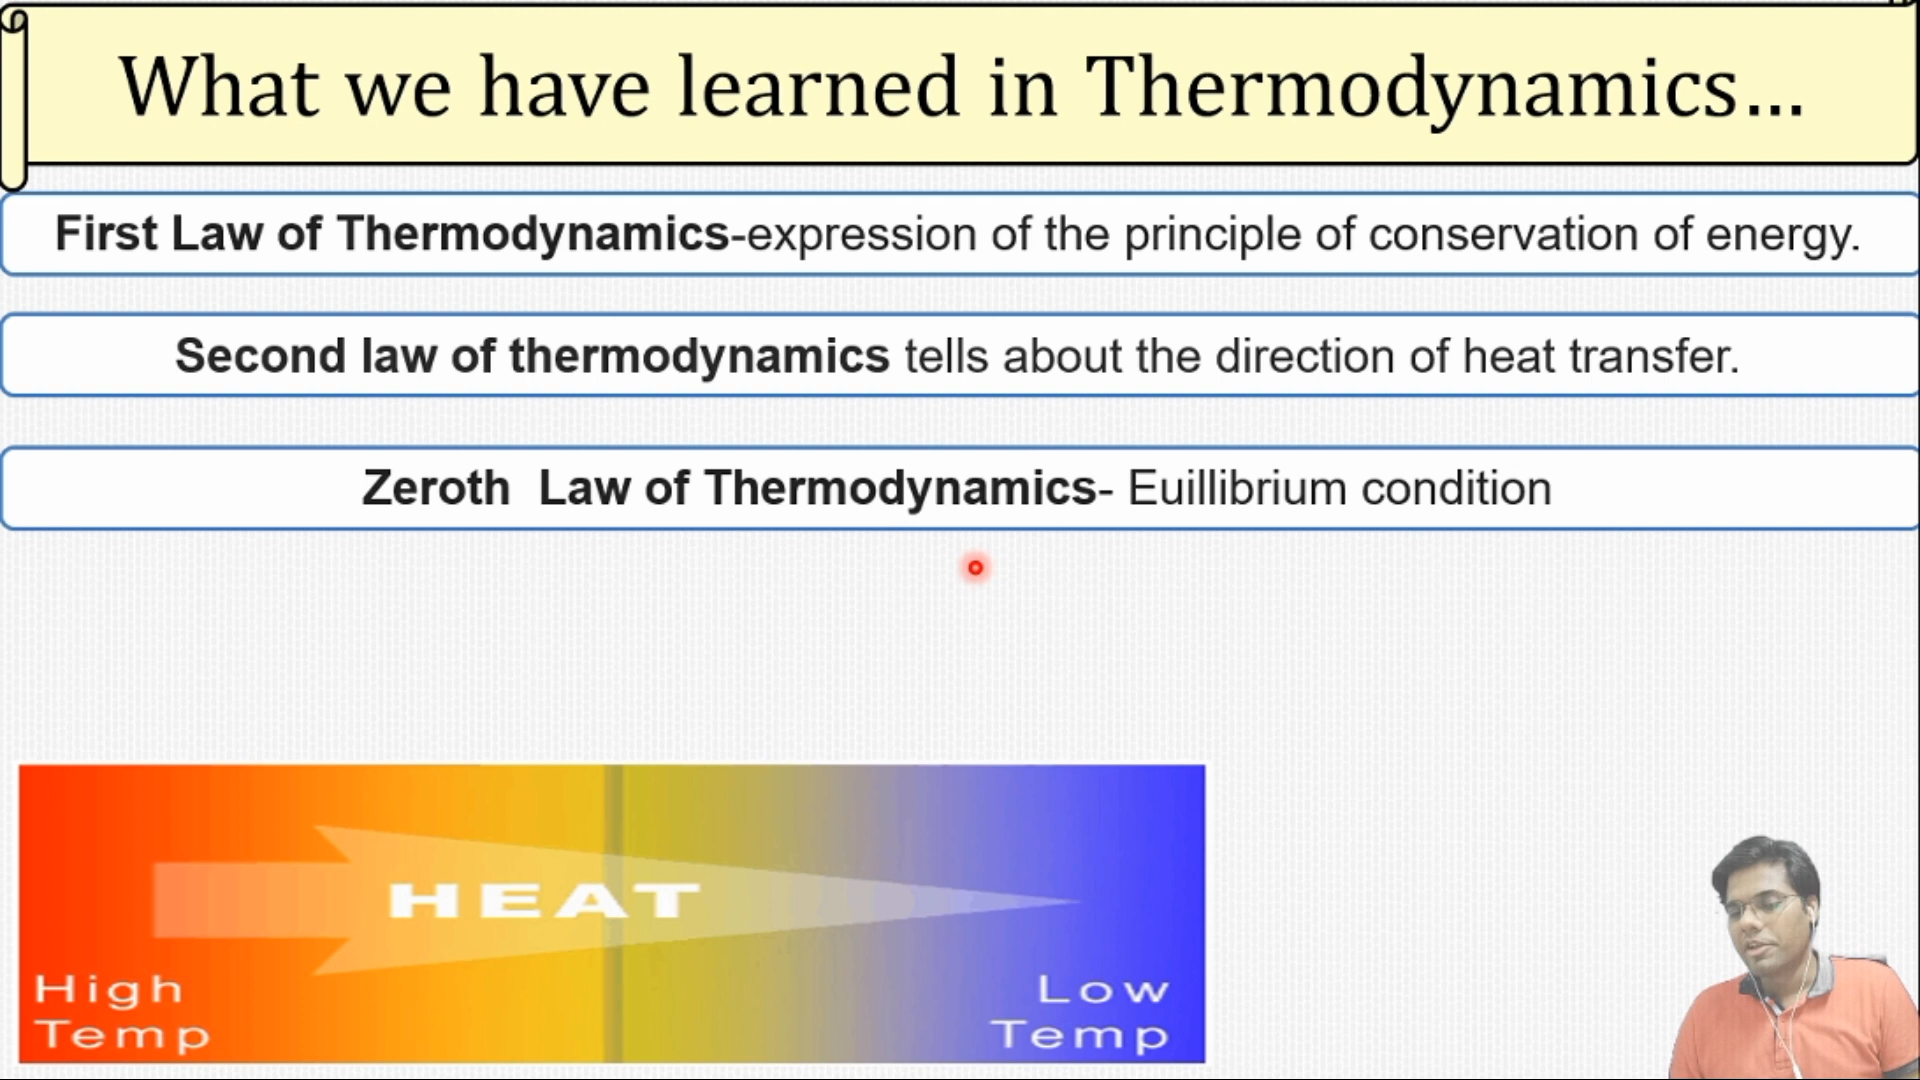 What we have learned in Thermodynamics...
First Law of Thermodynamics-expression of the principle of conservation of energy.
Second law of thermodynamics tells about the direction of heat transfer.
Zeroth  Law of Thermodynamics- Euillibrium condition
HEAT
High
Temp
Low
Temp